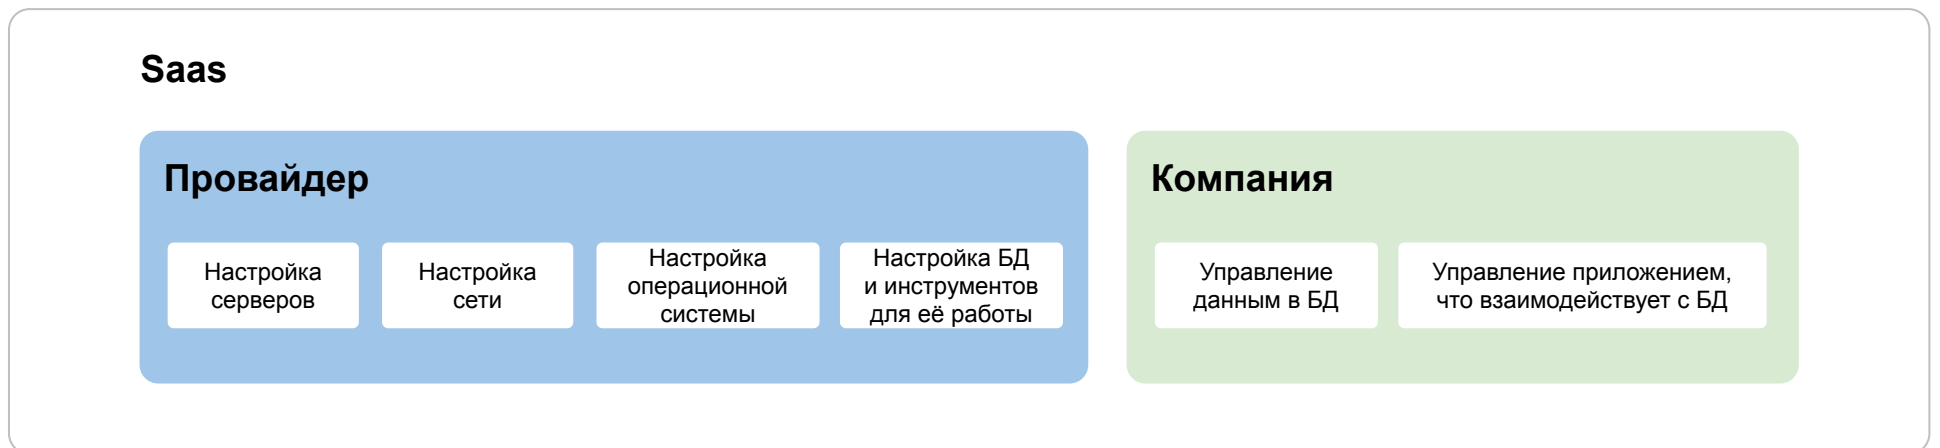 Saas
Провайдер
Настройка
серверов
Настройка
сети
Настройка
операционной
системы
Настройка БД
и инструментов
для её работы
Компания
Управление
данным в БД
Управление приложением,
что взаимодействует с БД